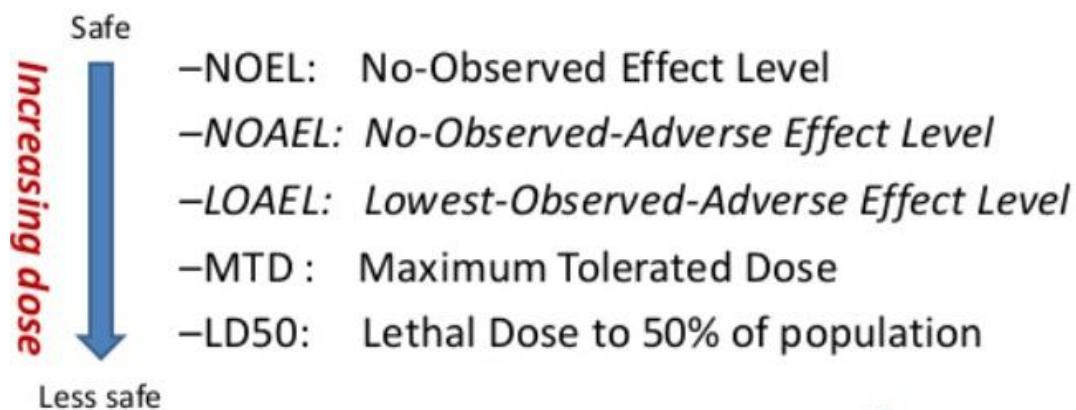 Safe
Increasing dose
–NOEL: No-Observed Effect Level
–NOAEL: No-Observed-Adverse Effect Level
–LOAEL: Lowest-Observed-Adverse Effect Level
–MTD : Maximum Tolerated Dose
–LD50: Lethal Dose to 50% of population
Less safe